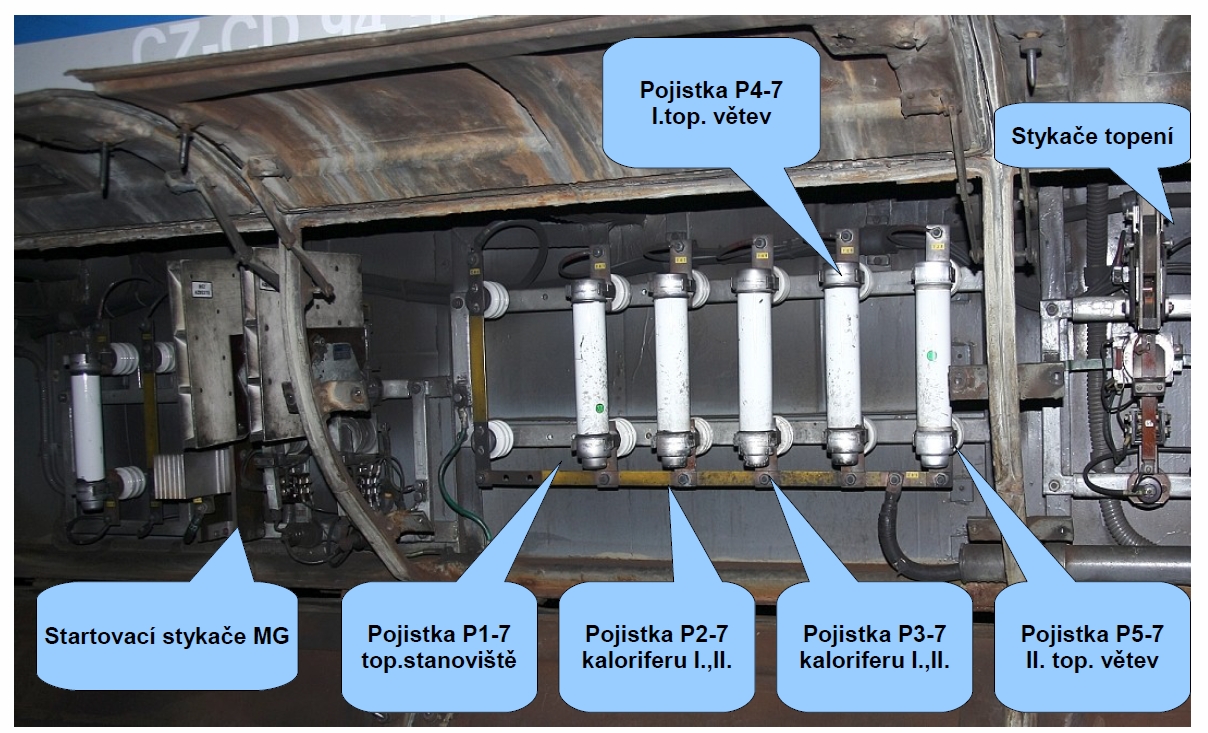 CZ-CD 94
Pojistka P4-7
I.top. větev
Stykače topení
Startovací stykače MG
Pojistka P1-7
top.stanoviště
Pojistka P2-7
kaloriferu I.,II.
Pojistka P3-7
kaloriferu I.,II.
Pojistka P5-7
II. top. větev